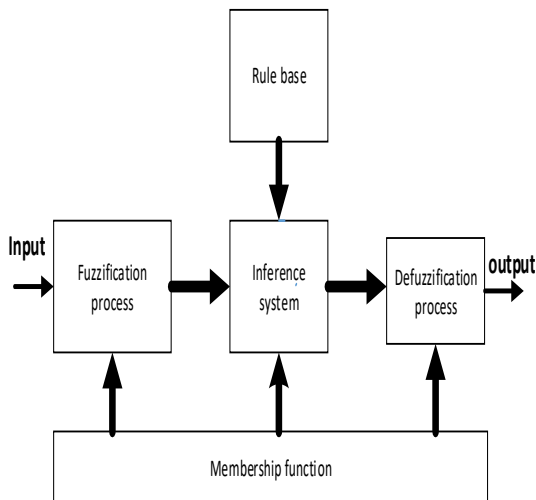 Rule base
Input
Fuzzification
process
Inference
system
Defuzzification
process
output
Membership function